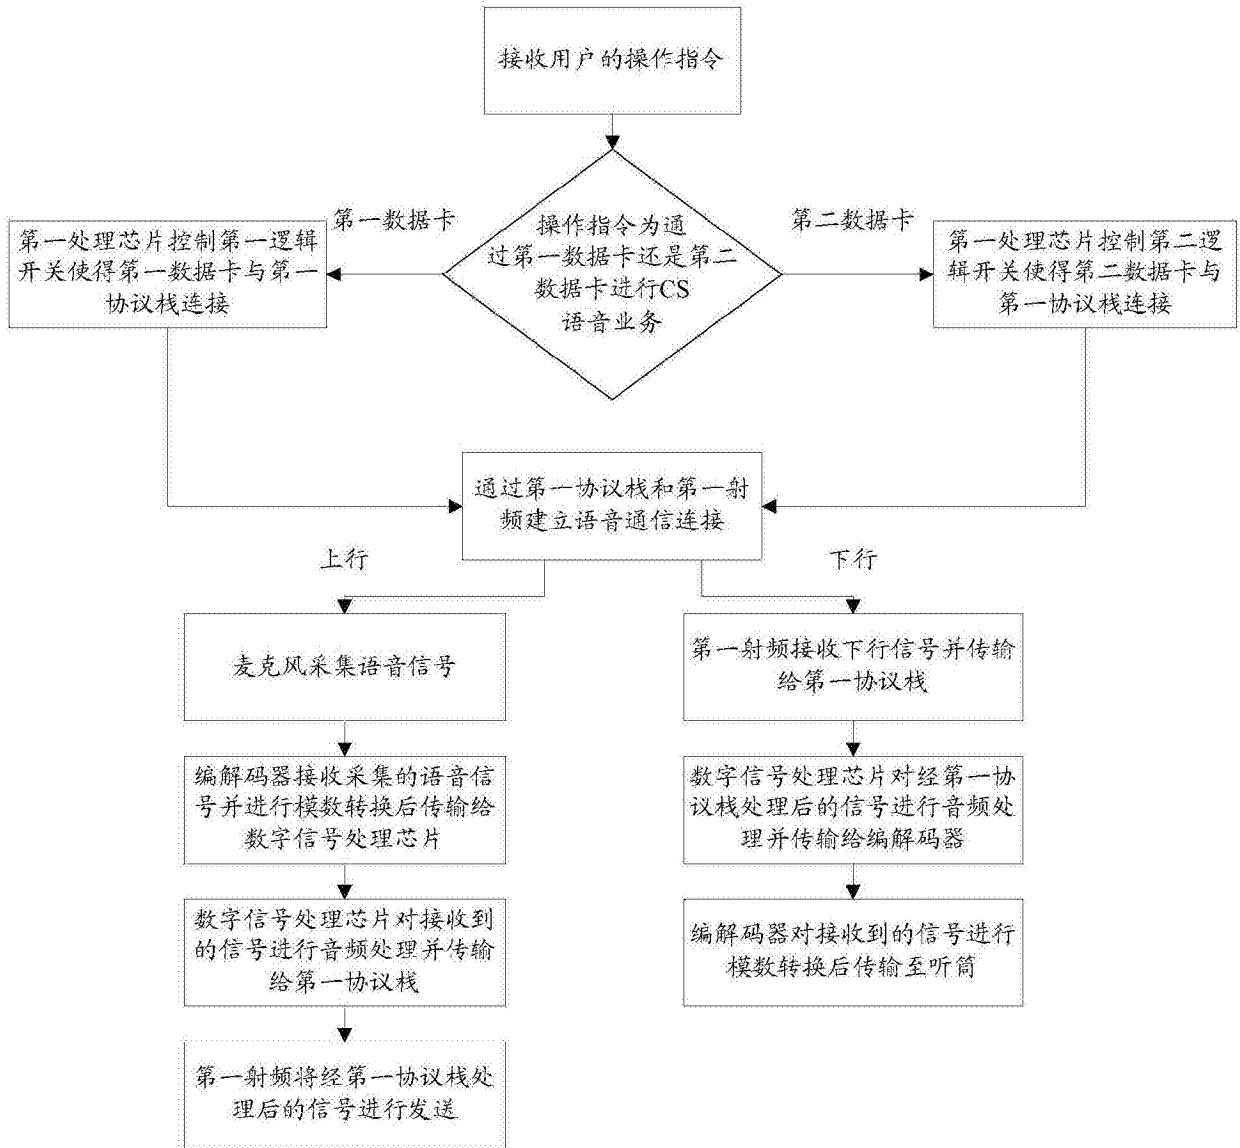 接收用户的操作指令
第一数据卡
第二数据卡
操作指令为通
过第一数据卡还是第二
数据卡进行CS
语音业务
第一处理芯片控制第一逻辑
开关使得第一数据卡与第一
协议栈连接
第一处理芯片控制第二逻
辑开关使得第二数据卡与
第一协议栈连接
通过第一协议栈和第一射
频建立语音通信连接
上行
下行
麦克风采集语音信号
编解码器接收采集的语音信
号并进行模数转换后传输给
数字信号处理芯片
数字信号处理芯片对接收到
的信号进行音频处理并传输
给第一协议栈
第一射频将经第一协议栈处
理后的信号进行发送
第一射频接收下行信号并传输
给第一协议栈
数字信号处理芯片对经第一协
议栈处理后的信号进行音频处
理并传输给编解码器
编解码器对接收到的信号进行
模数转换后传输至听筒